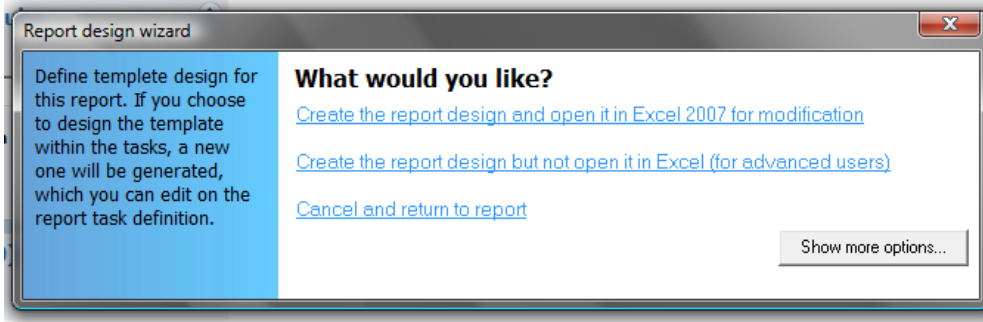 Report design wizard
Define templete design for
this report. If you choose
to design the template
within the tasks, a new
one will be generated,
which you can edit on the
report task definition.
What would you like?
Create the report design and open it in Excel 2007 for modification
Create the report design but not open it in Excel (for advanced users)
Cancel and return to report
Show more options...